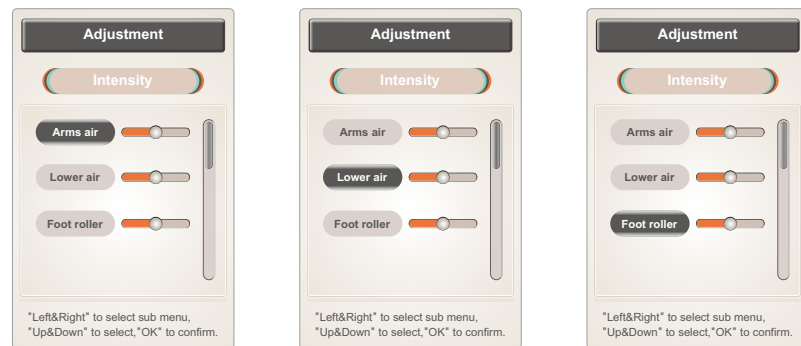 Adjustment
Intensity
Arms air
Lower air
Foot roller
"Left&Right" to select sub menu,
"Up&Down" to select,"OK" to confirm.
Adjustment
Intensity
Arms air
Lower air
Foot roller
"Left&Right" to select sub menu,
"Up&Down" to select,"OK" to confirm.
Adjustment
Intensity
Arms air
Lower air
Foot roller
"Left&Right" to select sub menu,
"Up&Down" to select,"OK" to confirm.